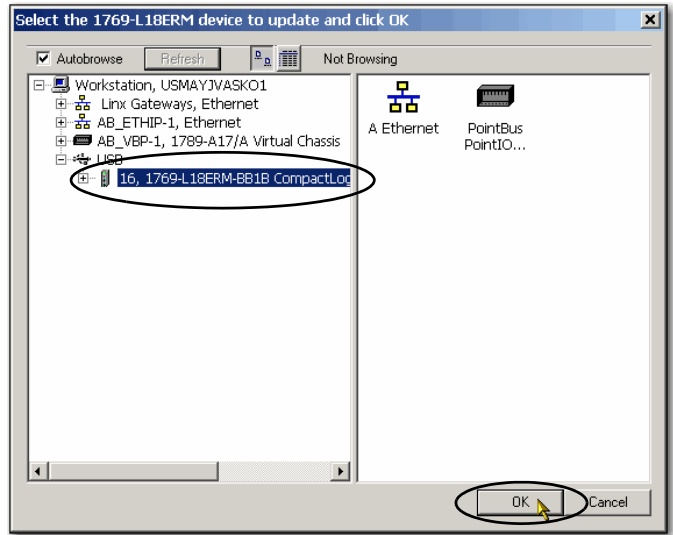 Select the 1769-L18ERM device to update and click OK
Autobrowse Refresh Not Browsing
Workstation, USMAYJVASKO1
Linx Gateways, Ethernet
AB_ETHIP-1, Ethernet
AB_VBP-1, 1789-A17/A Virtual Chassis
USB
16, 1769-L18ERM-BB1B CompactLog
A Ethernet
PointBus
PointIO...
OK Cancel